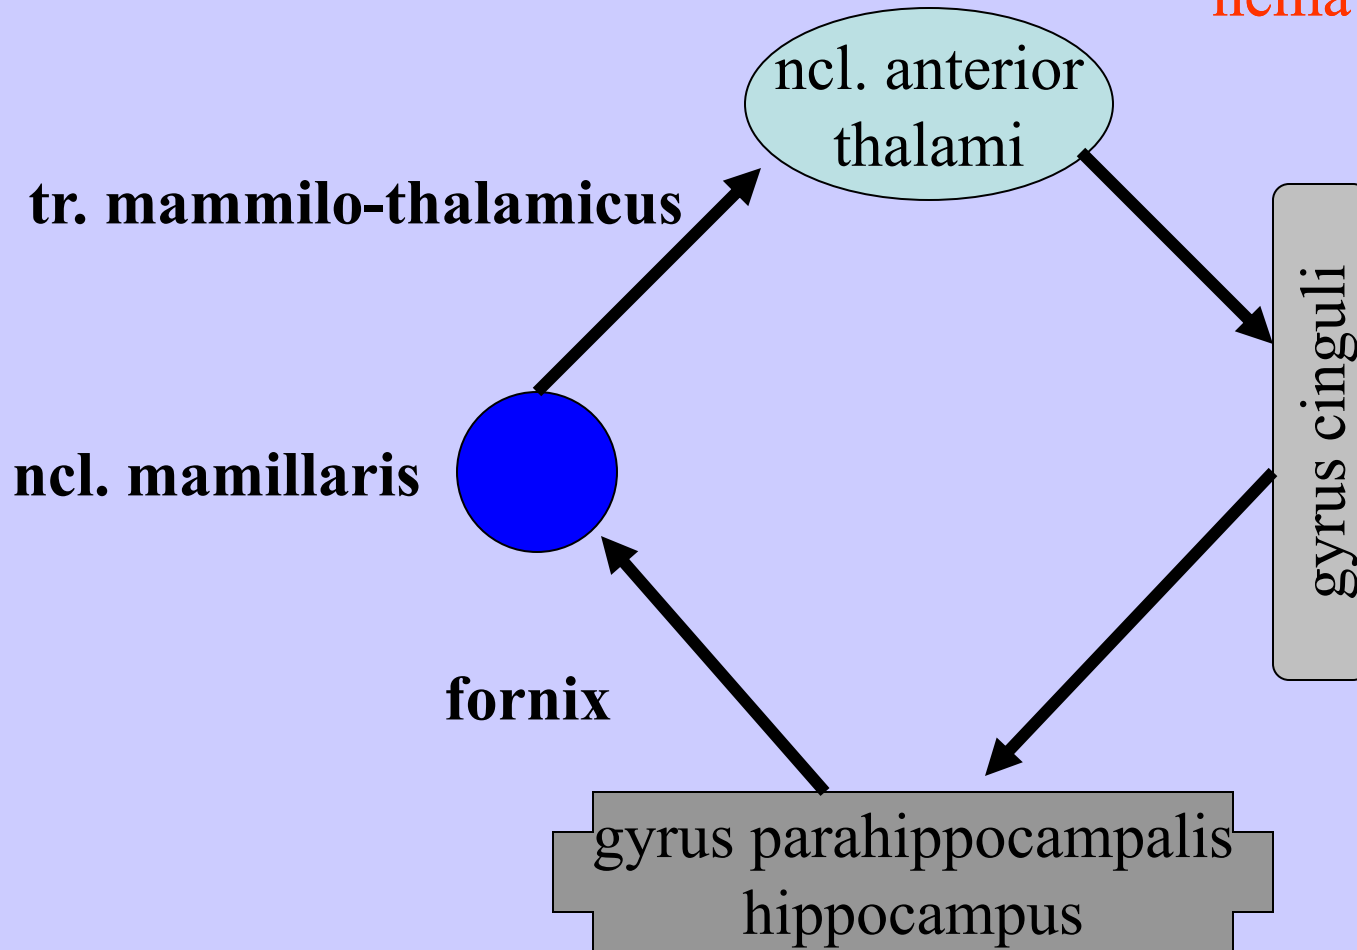 ncl. anterior
thalami
tr. mammilo-thalamicus
gyrus cinguli
ncl. mamillaris
fornix
gyrus parahippocampalis
hippocampus